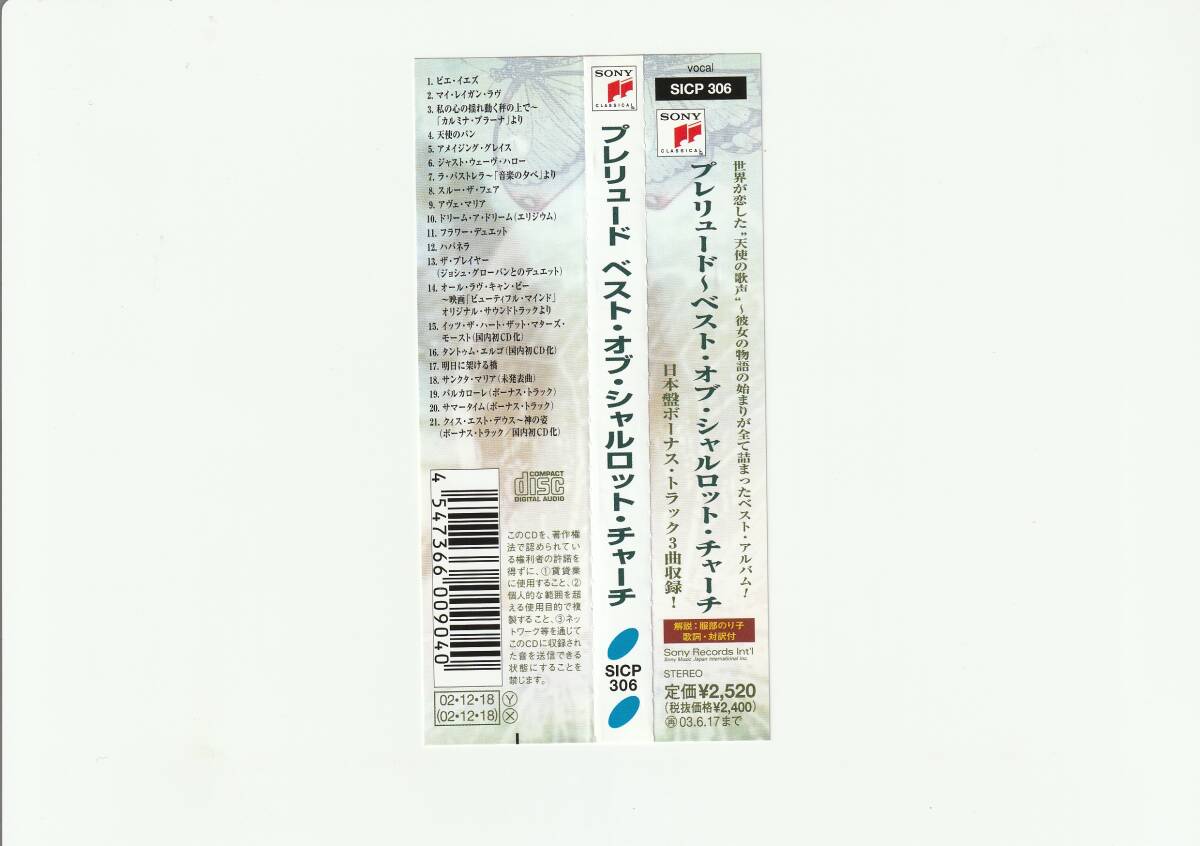 1. ピエ・イエズ
2. マイ・レイガン・ラヴ
3. 私の心の揺れ動く秤の上で～
「カルミナ・ブラーナ」より
4. 天使のパン
5. アメイジング・グレイス
6. ジャスト・ウェーヴ・ハロー
7. ラ・パストレラ～「音楽の夕べ」より
8. スルー・ザ・フェア
9. アヴェ・マリア
10. ドリーム・ア・ドリーム(エリジウム)
11. フラワー・デュエット
12. ハバネラ
13. ザ・プレイヤー
(ジョシュ・グローバンとのデュエット)
14. オール・ラヴ・キャン・ビー
～映画「ビューティフル・マインド」
オリジナル・サウンドトラックより
15. イッツ・ザ・ハート・ザット・マターズ・
モースト(国内初CD化)
16. タントゥム・エルゴ(国内初CD化)
17. 明日に架ける橋
18. サンクタ・マリア(未発表曲)
19. バルカローレ(ボーナス・トラック)
20. サマータイム(ボーナス・トラック)
21. クィス・エスト・デウス～神の姿
(ボーナス・トラック/国内初CD化)
4 547366 009040
COMPACT
disc
DIGITAL AUDIO
このCDを、著作権
法で認められてい
る権利者の許諾を
得ずに、①賃貸業
に使用すること、②
個人的な範囲を超
える使用目的で複
製すること、③ネッ
トワーク等を通じて
このCDに収録され
た音を送信できる
状態にすることを
禁じます。
02・12・18 Ⓨ
(02・12・18) Ⓧ
SONY
CLASSICAL
プレリュード ベスト・オブ・シャルロット・チャーチ
SICP
306
vocal
SICP 306
SONY
CLASSICAL
世界が恋した“天使の歌声”～彼女の物語の始まりが全て詰まったベスト・アルバム!
プレリュード～ベスト・オブ・シャルロット・チャーチ
日本盤ボーナス・トラック3曲収録!
解説:服部のり子
歌詞・対訳付
Sony Records Int'l
Sony Music Japan International Inc.
STEREO
定価¥2,520
(税抜価格¥2,400)
㊢03.6.17まで